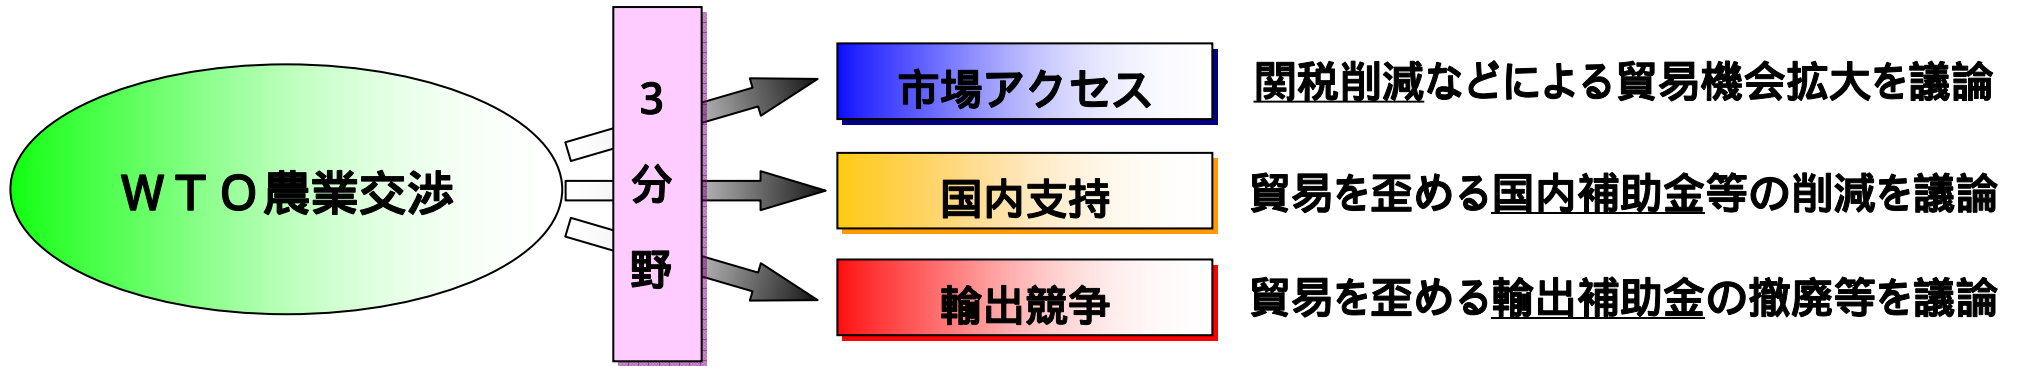 ＷＴＯ農業交渉
３
分
野
市場アクセス
関税削減などによる貿易機会拡大を議論
国内支持
貿易を歪める国内補助金等の削減を議論
輸出競争
貿易を歪める輸出補助金の撤廃等を議論